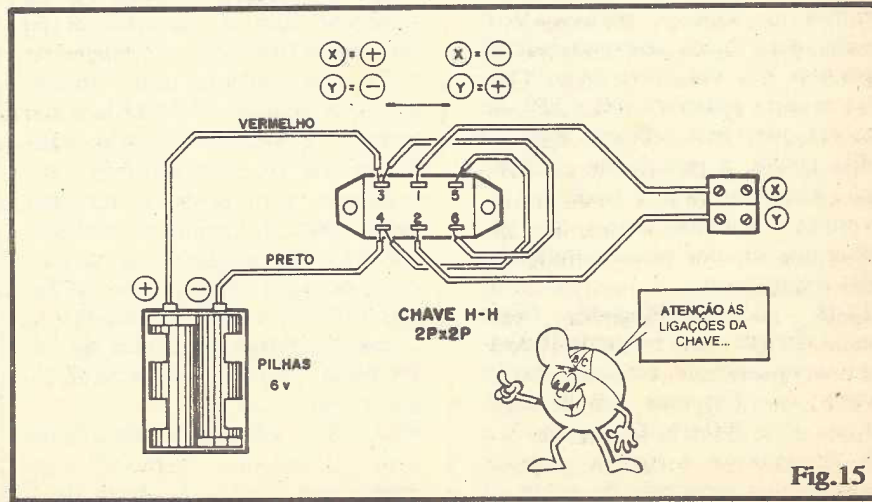 X = + X = −
Y = − Y = +
VERMELHO
3 1 5
4 2 6
X
Y
PRETO
+ −
CHAVE H-H
2Px2P
PILHAS
6 v
ATENÇÃO ÀS
LIGAÇÕES DA
CHAVE...
Fig.15